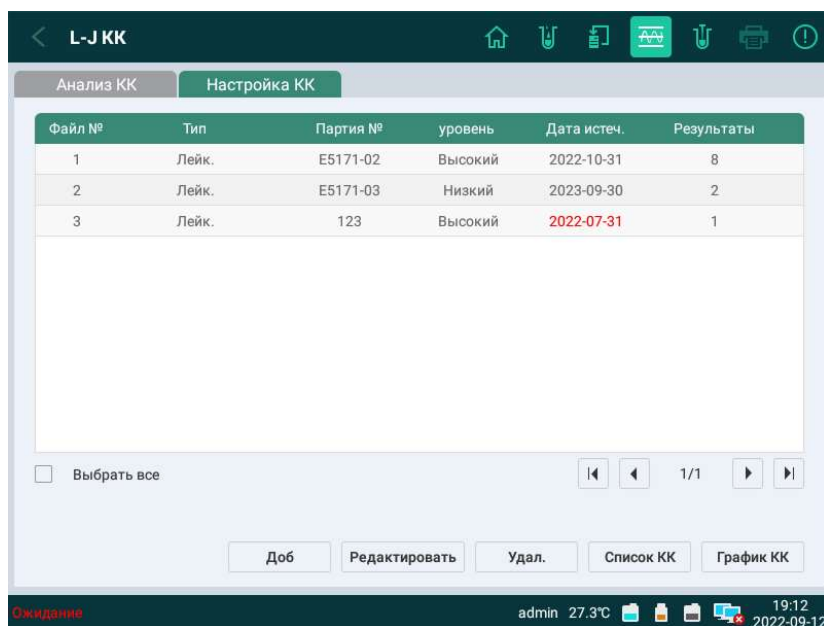 L-J КК
Анализ КК Настройка КК
Файл № Тип Партия № уровень Дата истеч. Результаты
1 Лейк. E5171-02 Высокий 2022-10-31 8
2 Лейк. E5171-03 Низкий 2023-09-30 2
3 Лейк. 123 Высокий 2022-07-31 1
Выбрать все 1/1
Доб Редактировать Удал. Список КК График КК
Ожидание admin 27.3℃ 19:12
2022-09-12